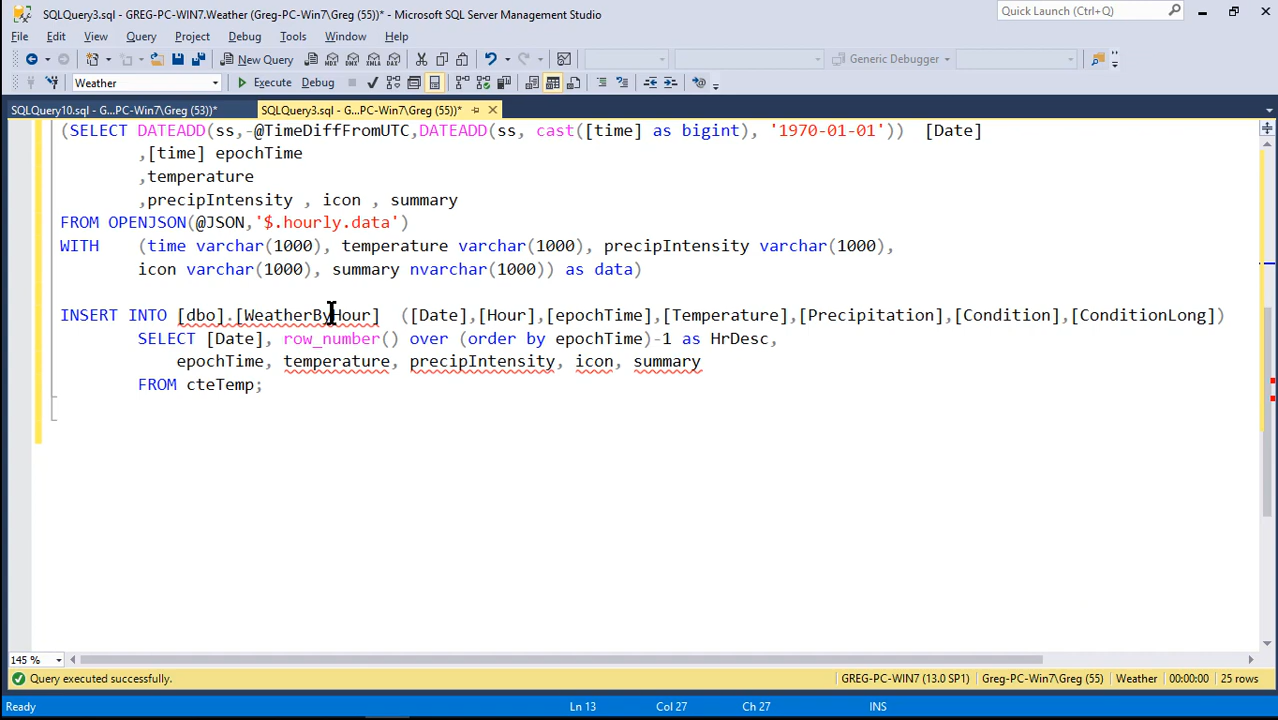 SQLQuery3.sql - GREG-PC-WIN7.Weather (Greg-PC-Win7\Greg (55))* - Microsoft SQL Server Management Studio
Quick Launch (Ctrl+Q)
File Edit View Query Project Debug Tools Window Help
New Query
Generic Debugger
Weather
Execute Debug
SQLQuery10.sql - G...PC-Win7\Greg (53))*
SQLQuery3.sql - G...PC-Win7\Greg (55))*
(SELECT DATEADD(ss,-@TimeDiffFromUTC,DATEADD(ss, cast([time] as bigint), '1970-01-01')) [Date]
,[time] epochTime
,temperature
,precipIntensity , icon , summary
FROM OPENJSON(@JSON,'$.hourly.data')
WITH (time varchar(1000), temperature varchar(1000), precipIntensity varchar(1000),
icon varchar(1000), summary nvarchar(1000)) as data)
INSERT INTO [dbo].[WeatherByHour] ([Date],[Hour],[epochTime],[Temperature],[Precipitation],[Condition],[ConditionLong])
SELECT [Date], row_number() over (order by epochTime)-1 as HrDesc,
epochTime, temperature, precipIntensity, icon, summary
FROM cteTemp;
145 %
Query executed successfully.
GREG-PC-WIN7 (13.0 SP1) Greg-PC-Win7\Greg (55) Weather 00:00:00 25 rows
Ready
Ln 13 Col 27 Ch 27 INS